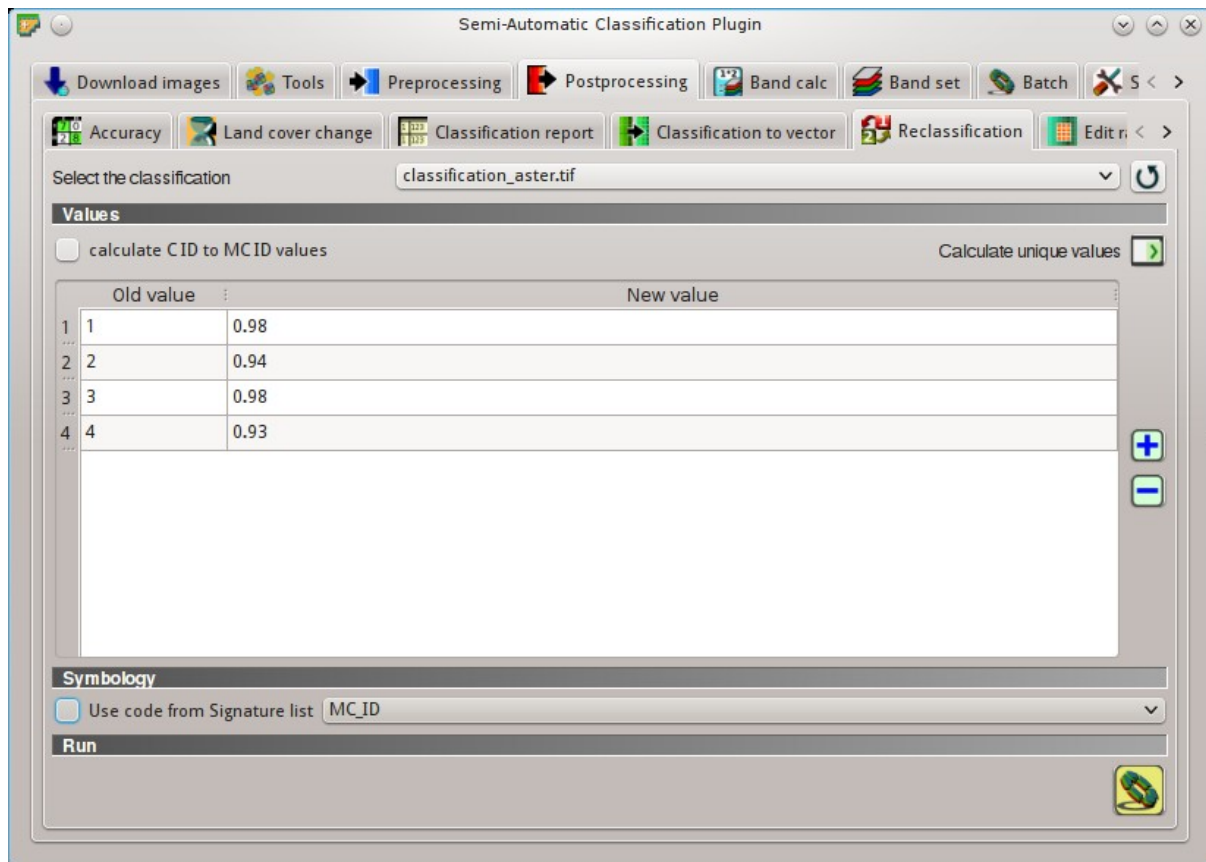 Semi-Automatic Classification Plugin
Download images Tools Preprocessing Postprocessing Band calc Band set Batch S
Accuracy Land cover change Classification report Classification to vector Reclassification Edit r
Select the classification classification_aster.tif
Values
calculate CID to MCID values Calculate unique values
Old value New value
1 1 0.98
2 2 0.94
3 3 0.98
4 4 0.93
Symbology
Use code from Signature list MC_ID
Run